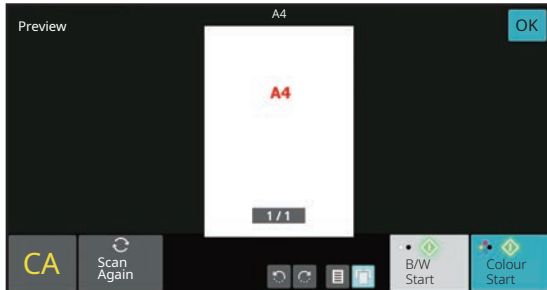 A4
Preview
OK
A4
1 / 1
CA
Scan
Again
B/W
Start
Colour
Start